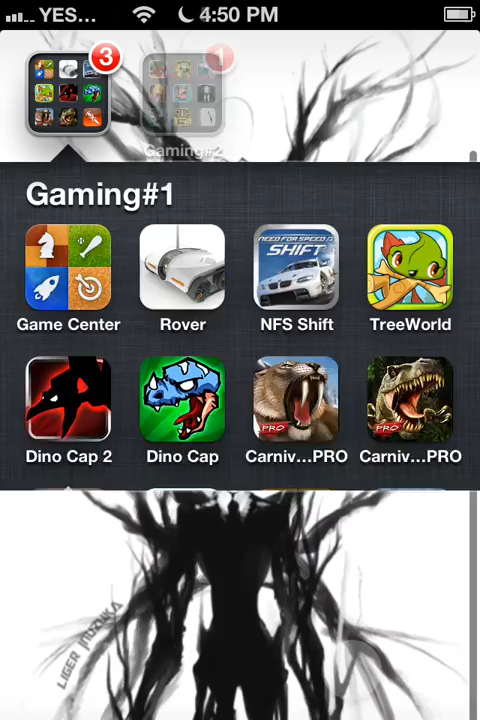 YES... 4:50 PM
3 1
Gaming#2
Gaming#1
NEED FOR SPEED
SHIFT
Game Center Rover NFS Shift TreeWorld
PRO PRO
Dino Cap 2 Dino Cap Carniv...PRO Carniv...PRO
LIGER INUZUKA